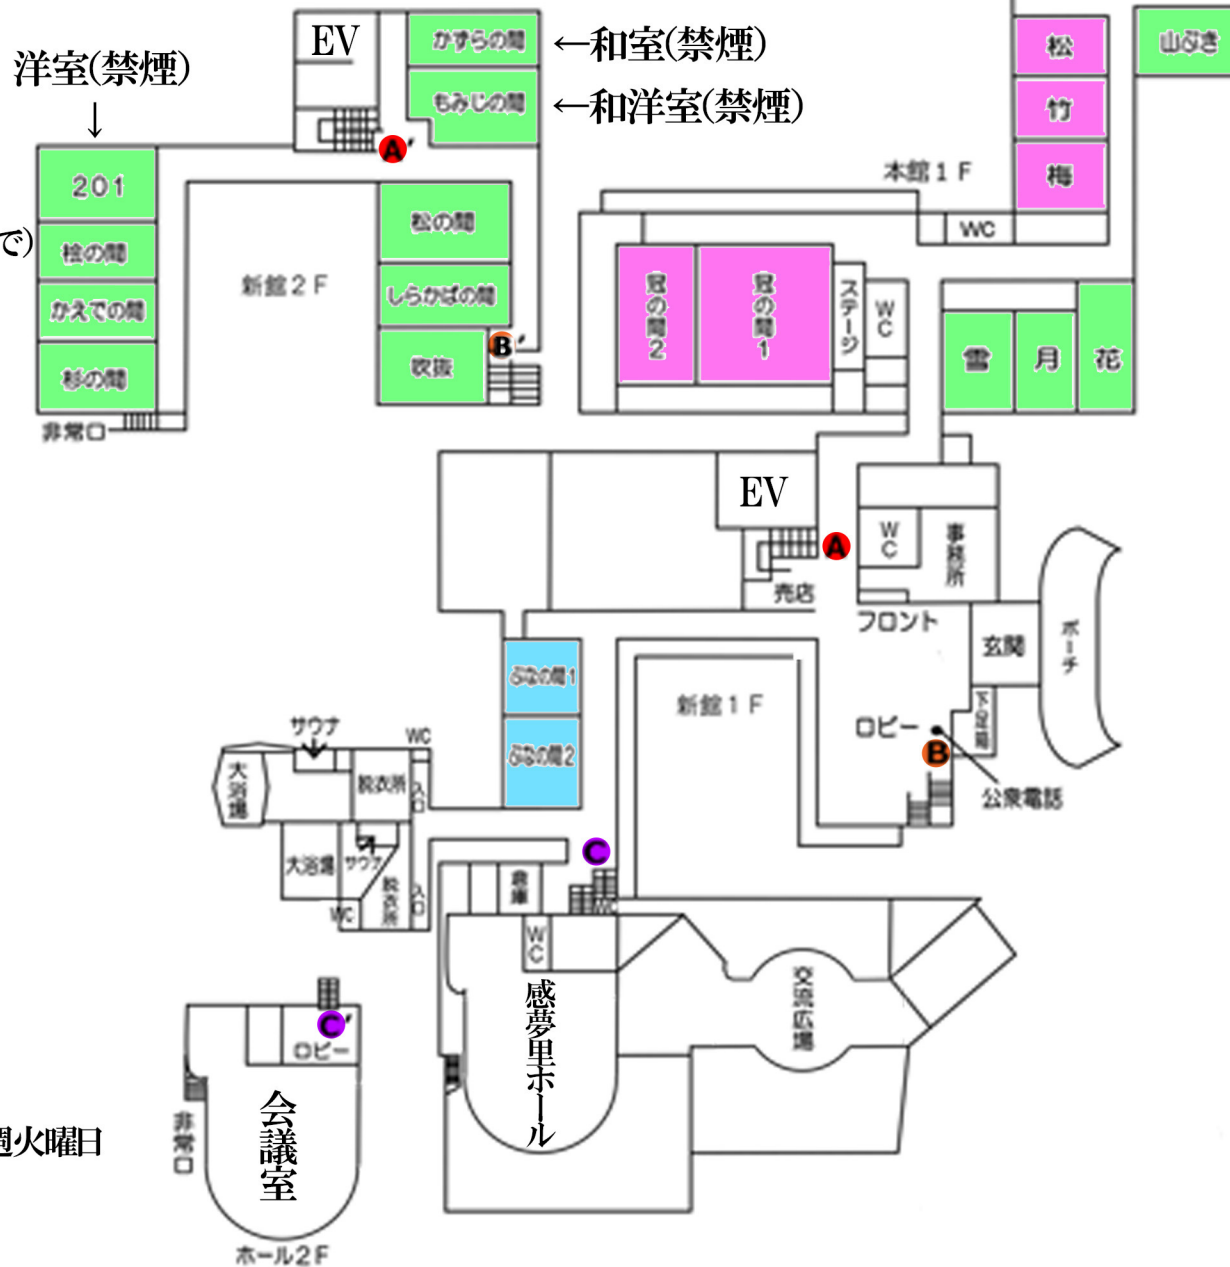 EV
かずらの間
←和室(禁煙)
松
山ぶき
洋室(禁煙)
↓
もみじの間
←和洋室(禁煙)
竹
A'
本館1F
梅
201
松の間
WC
で)
桧の間
新館2F
しらかばの間
冠の間2
冠の間1
ステージ
WC
かえでの間
B'
吹抜
雪
月
花
杉の間
非常口
EV
A
WC
事務所
売店
フロント
玄関
ポーチ
ぶなの間1
新館1F
ロビー
B
サウナ
WC
ぶなの間2
大浴場
脱衣所
入口
公衆電話
大浴場
サウナ
脱衣所
入口
WC
C
倉庫
WC
WC
感夢里ホール
交流広場
C'
ロビー
会議室
非常口
週火曜日
ホール2F